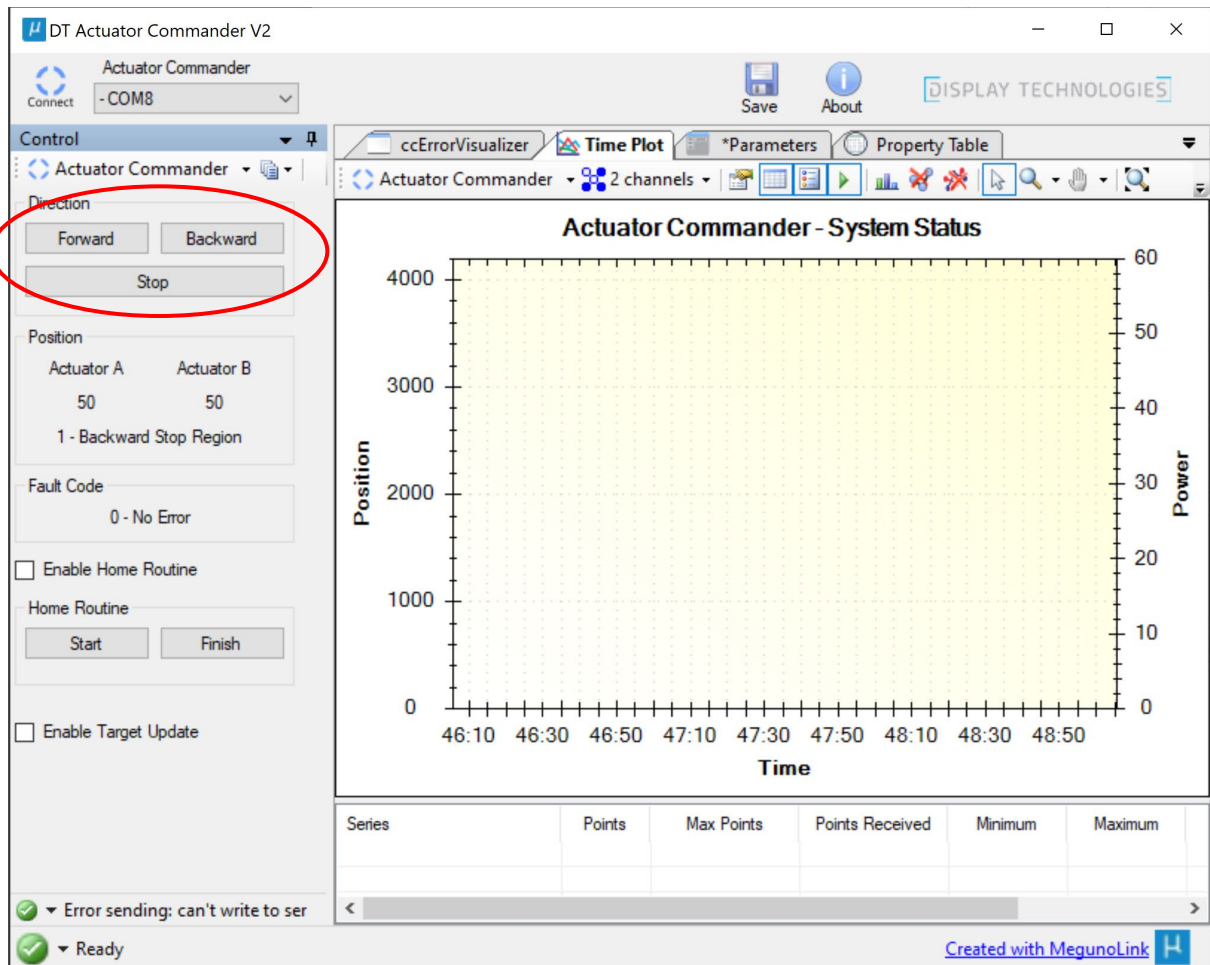 DT Actuator Commander V2
Actuator Commander
Connect
- COM8
Save
About
DISPLAY TECHNOLOGIES
Control
Actuator Commander
Direction
Forward Backward
Stop
Position
Actuator A Actuator B
50 50
1 - Backward Stop Region
Fault Code
0 - No Error
Enable Home Routine
Home Routine
Start Finish
Enable Target Update
Error sending: can't write to ser
Ready
ccErrorVisualizer Time Plot *Parameters Property Table
Actuator Commander 2 channels
Actuator Commander - System Status
4000
3000
2000
1000
0
Position
60
50
40
30
20
10
0
Power
46:10 46:30 46:50 47:10 47:30 47:50 48:10 48:30 48:50
Time
Series Points Max Points Points Received Minimum Maximum
Created with MegunoLink